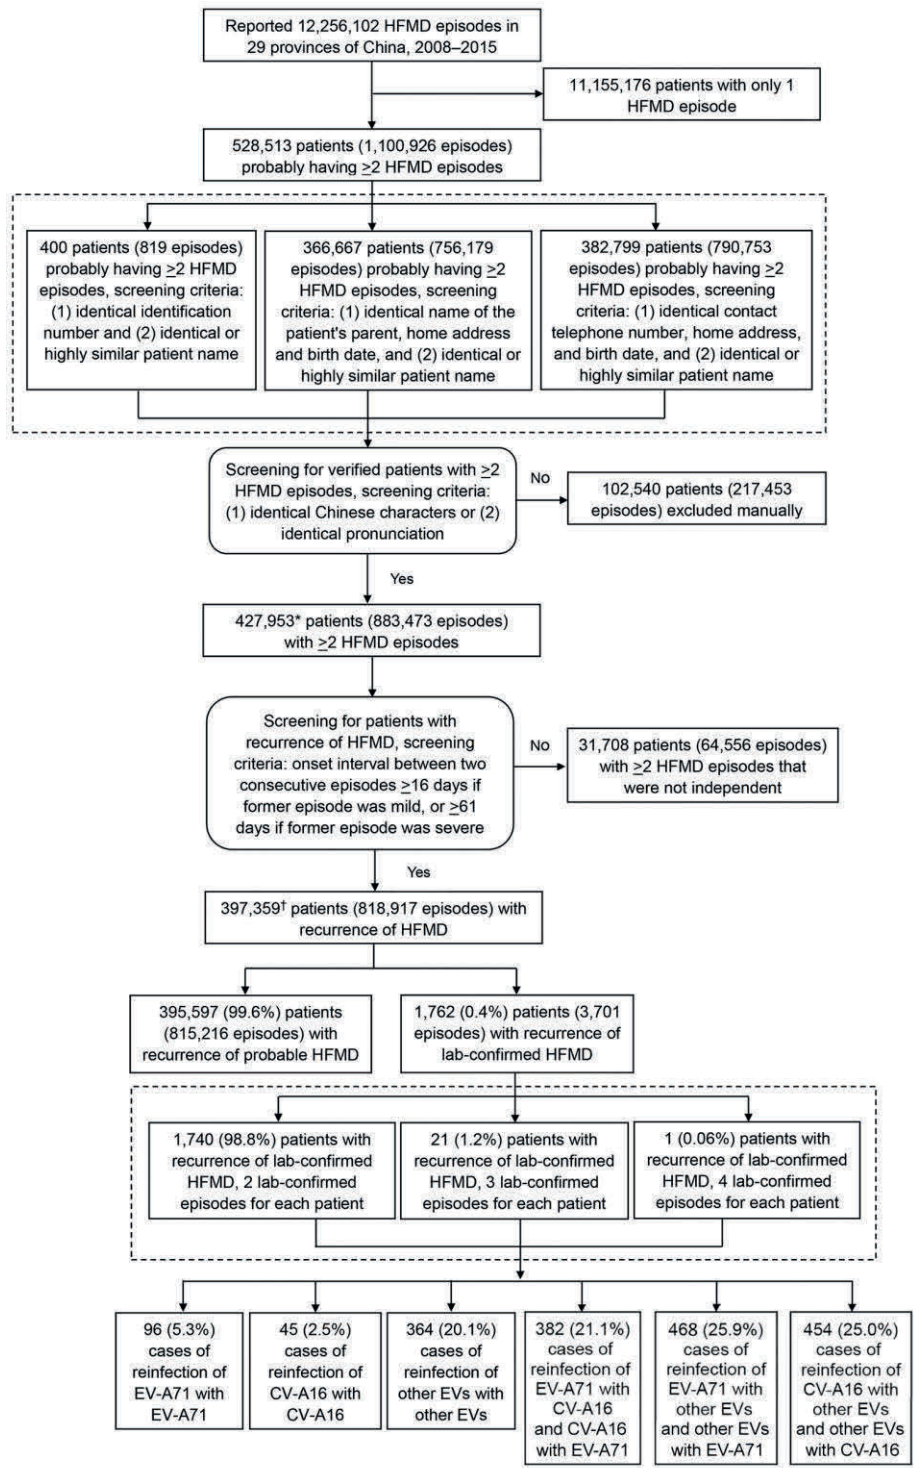 Reported 12,256,102 HFMD episodes in
29 provinces of China, 2008–2015
11,155,176 patients with only 1
HFMD episode
528,513 patients (1,100,926 episodes)
probably having ≥2 HFMD episodes
400 patients (819 episodes)
probably having ≥2 HFMD
episodes, screening criteria:
(1) identical identification
number and (2) identical or
highly similar patient name
366,667 patients (756,179
episodes) probably having ≥2
HFMD episodes, screening
criteria: (1) identical name of the
patient's parent, home address
and birth date, and (2) identical or
highly similar patient name
382,799 patients (790,753
episodes) probably having ≥2
HFMD episodes, screening
criteria: (1) identical contact
telephone number, home address,
and birth date, and (2) identical or
highly similar patient name
Screening for verified patients with ≥2
HFMD episodes, screening criteria:
(1) identical Chinese characters or (2)
identical pronunciation
No
102,540 patients (217,453
episodes) excluded manually
Yes
427,953* patients (883,473 episodes)
with ≥2 HFMD episodes
Screening for patients with
recurrence of HFMD, screening
criteria: onset interval between two
consecutive episodes ≥16 days if
former episode was mild, or ≥61
days if former episode was severe
No
31,708 patients (64,556 episodes)
with ≥2 HFMD episodes that
were not independent
Yes
397,359† patients (818,917 episodes) with
recurrence of HFMD
395,597 (99.6%) patients
(815,216 episodes) with
recurrence of probable HFMD
1,762 (0.4%) patients (3,701
episodes) with recurrence of
lab-confirmed HFMD
1,740 (98.8%) patients with
recurrence of lab-confirmed
HFMD, 2 lab-confirmed
episodes for each patient
21 (1.2%) patients with
recurrence of lab-confirmed
HFMD, 3 lab-confirmed
episodes for each patient
1 (0.06%) patients with
recurrence of lab-confirmed
HFMD, 4 lab-confirmed
episodes for each patient
96 (5.3%)
cases of
reinfection of
EV-A71 with
EV-A71
45 (2.5%)
cases of
reinfection of
CV-A16 with
CV-A16
364 (20.1%)
cases of
reinfection of
other EVs with
other EVs
382 (21.1%)
cases of
reinfection of
EV-A71 with
CV-A16
and CV-A16
with EV-A71
468 (25.9%)
cases of
reinfection of
EV-A71 with
other EVs
and other EVs
with EV-A71
454 (25.0%)
cases of
reinfection of
CV-A16 with
other EVs
and other EVs
with CV-A16